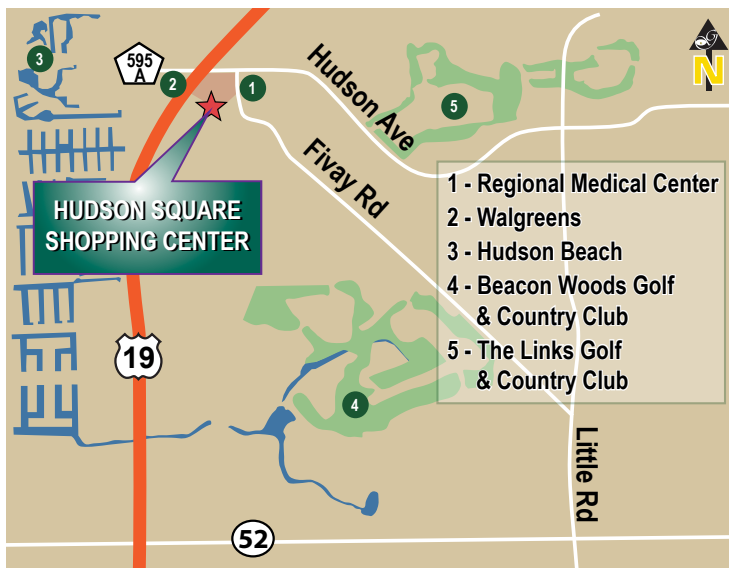 3
595
A
2
1
Hudson Ave
5
N
Fivay Rd
HUDSON SQUARE
SHOPPING CENTER
1 - Regional Medical Center
2 - Walgreens
3 - Hudson Beach
4 - Beacon Woods Golf
& Country Club
5 - The Links Golf
& Country Club
19
4
Little Rd
52